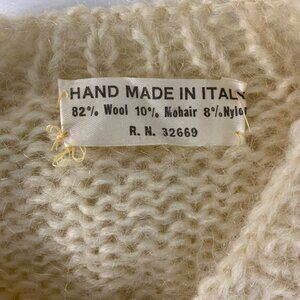 HAND MADE IN ITALY
82% Wool 10% Mohair 8% Nylon
R. N. 32669